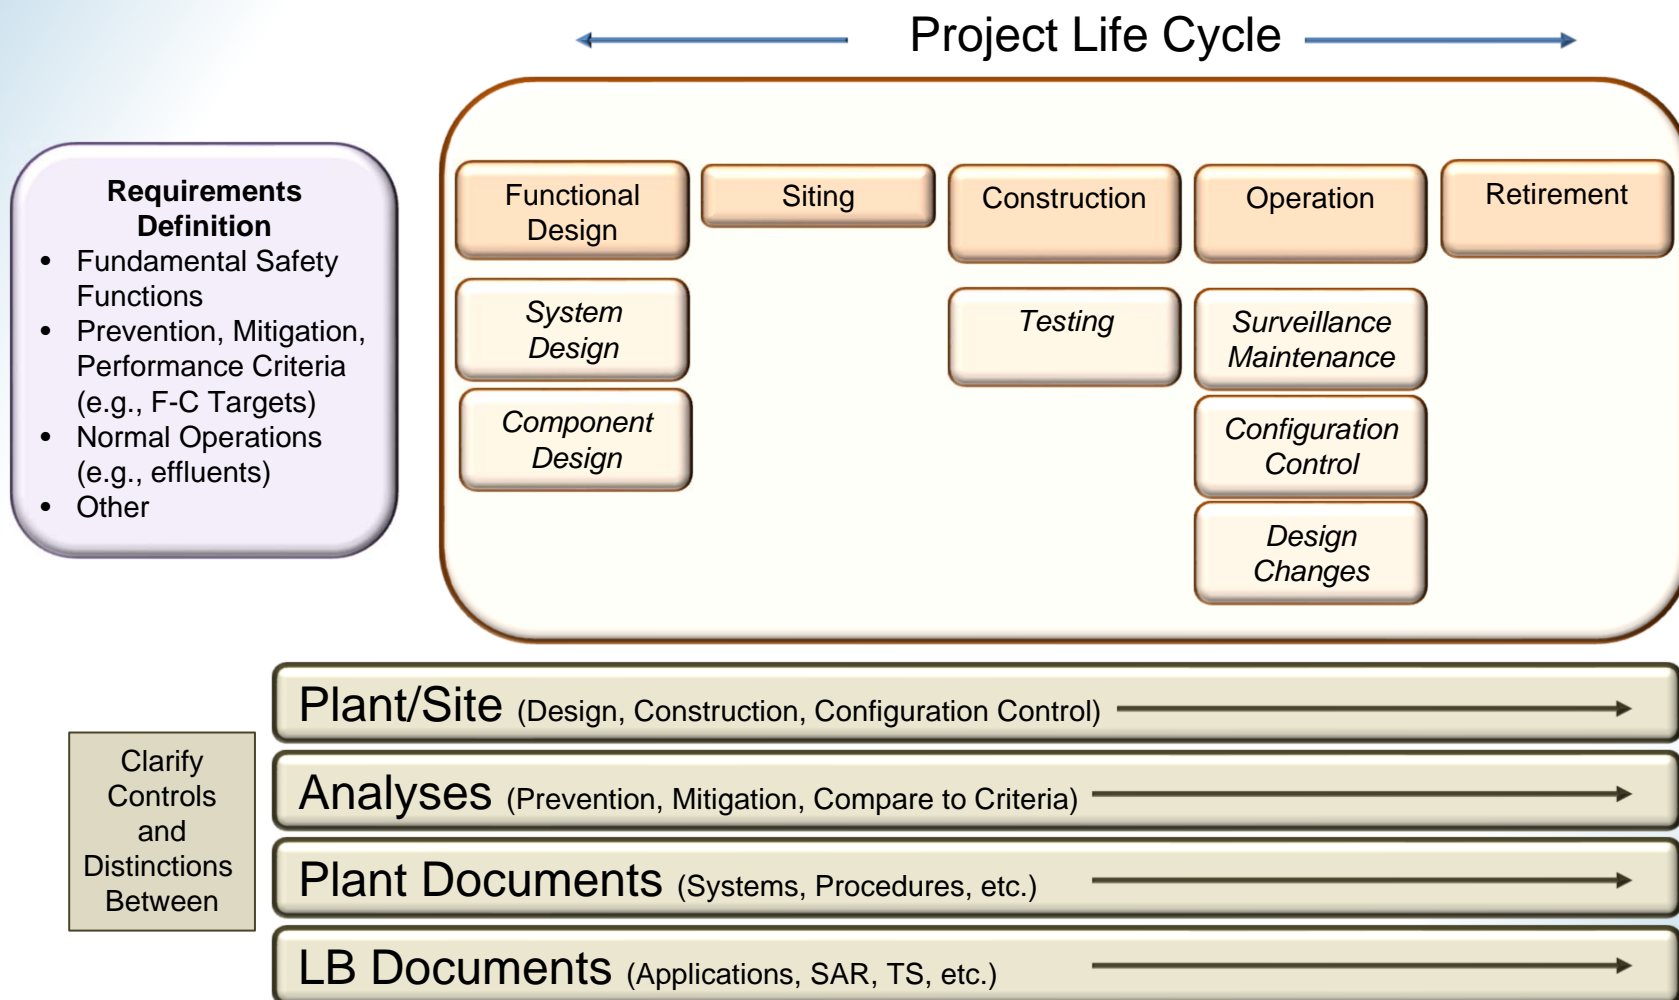 Project Life Cycle
Requirements
Definition
• Fundamental Safety
Functions
• Prevention, Mitigation,
Performance Criteria
(e.g., F-C Targets)
• Normal Operations
(e.g., effluents)
• Other
Functional
Design
System
Design
Component
Design
Siting
Construction
Testing
Operation
Surveillance
Maintenance
Configuration
Control
Design
Changes
Retirement
Clarify
Controls
and
Distinctions
Between
Plant/Site (Design, Construction, Configuration Control)
Analyses (Prevention, Mitigation, Compare to Criteria)
Plant Documents (Systems, Procedures, etc.)
LB Documents (Applications, SAR, TS, etc.)